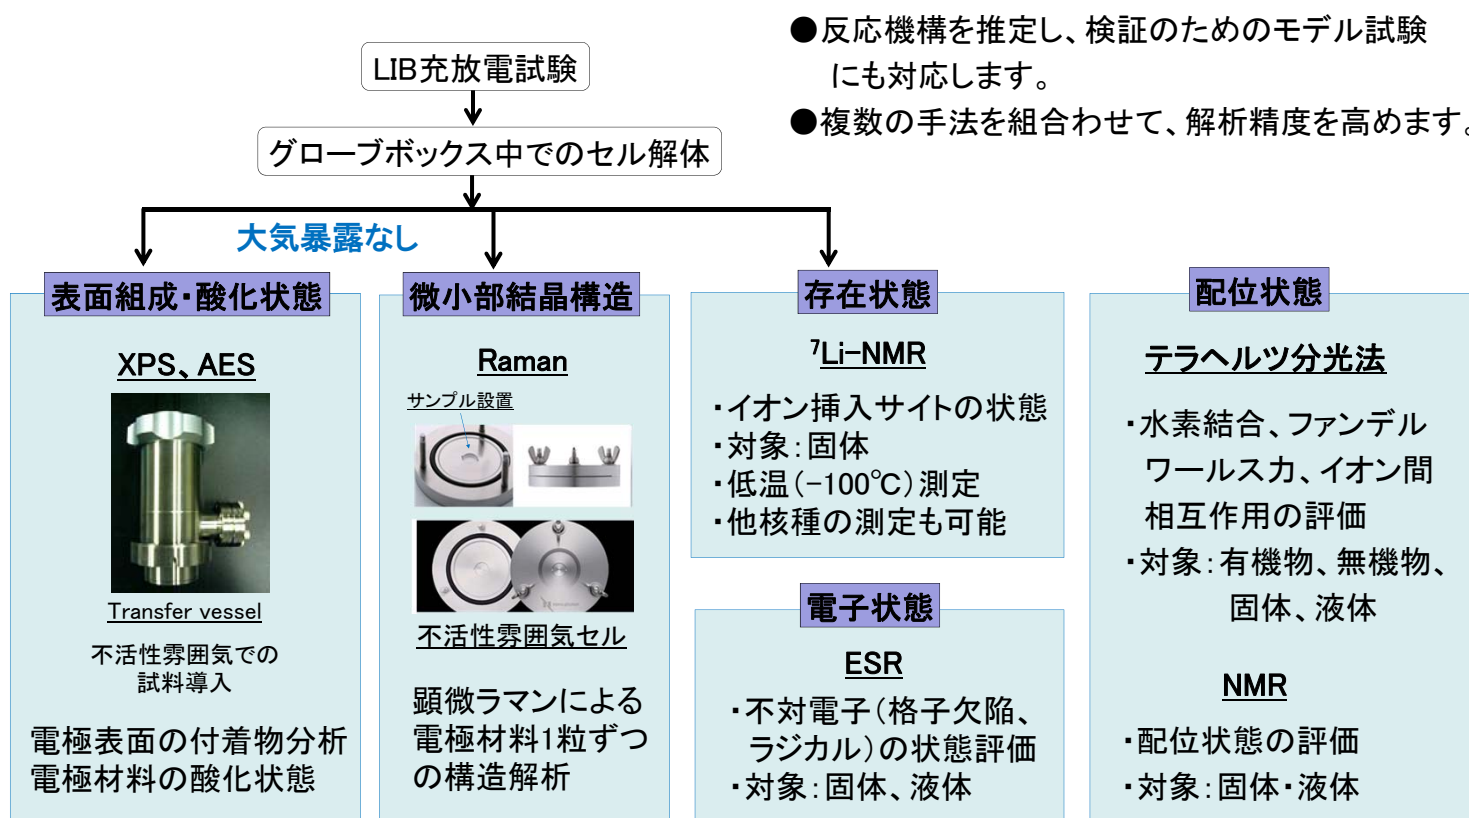 ●反応機構を推定し、検証のためのモデル試験
にも対応します。
●複数の手法を組合わせて、解析精度を高めます。
LIB充放電試験
グローブボックス中でのセル解体
大気暴露なし
表面組成・酸化状態
XPS、AES
Transfer vessel
不活性雰囲気での
試料導入
電極表面の付着物分析
電極材料の酸化状態
微小部結晶構造
Raman
サンプル設置
不活性雰囲気セル
顕微ラマンによる
電極材料1粒ずつ
の構造解析
存在状態
⁷Li-NMR
・イオン挿入サイトの状態
・対象：固体
・低温（-100℃）測定
・他核種の測定も可能
電子状態
ESR
・不対電子（格子欠陥、
ラジカル）の状態評価
・対象：固体、液体
配位状態
テラヘルツ分光法
・水素結合、ファンデル
ワールス力、イオン間
相互作用の評価
・対象：有機物、無機物、
固体、液体
NMR
・配位状態の評価
・対象：固体・液体